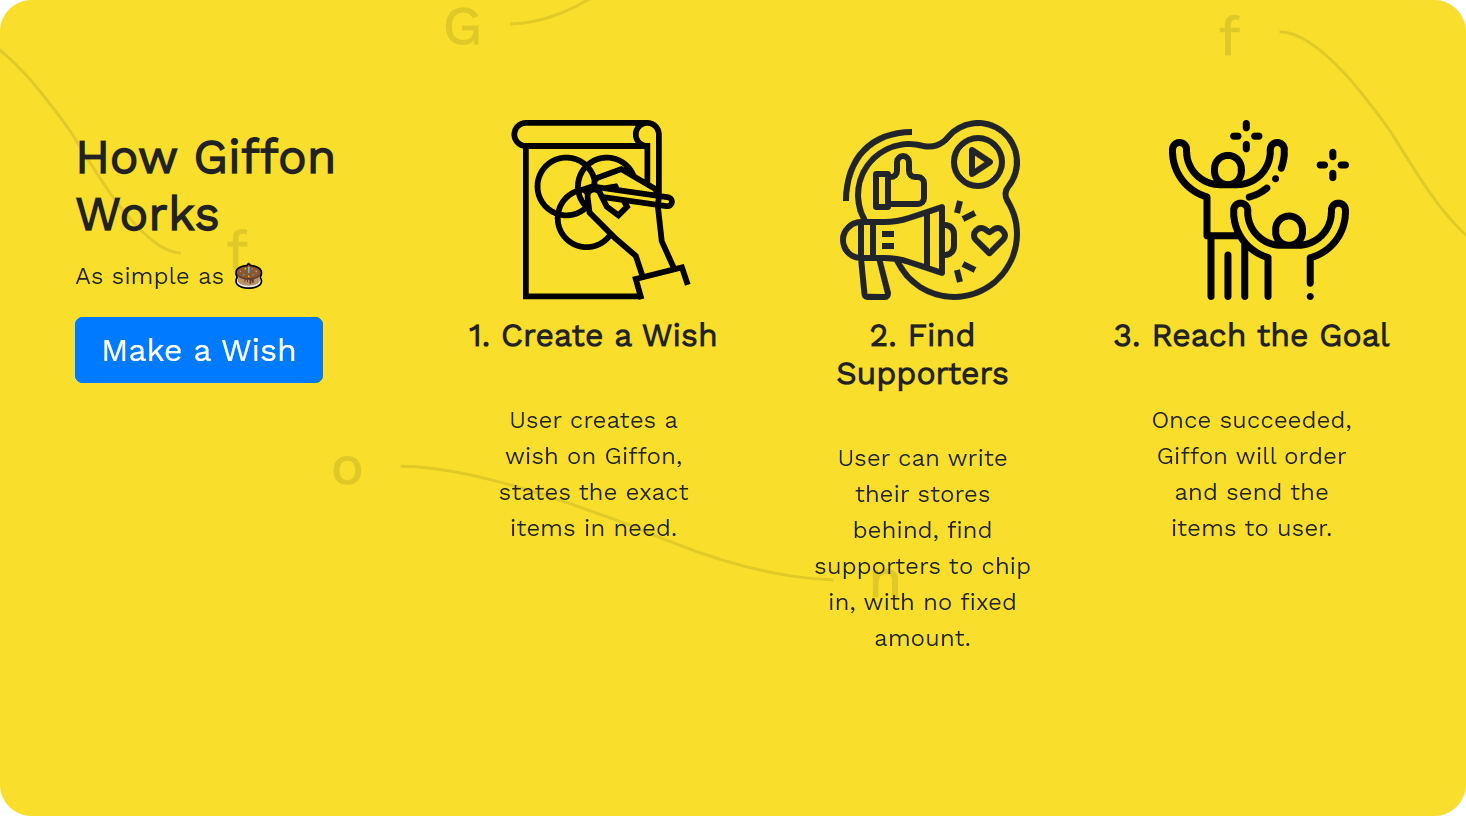 G
f
How Giffon
Works
f
As simple as 🎂
Make a Wish
1. Create a Wish
User creates a
wish on Giffon,
states the exact
items in need.
2. Find
Supporters
User can write
their stores
behind, find
supporters to chip
in, with no fixed
amount.
3. Reach the Goal
Once succeeded,
Giffon will order
and send the
items to user.
o
n